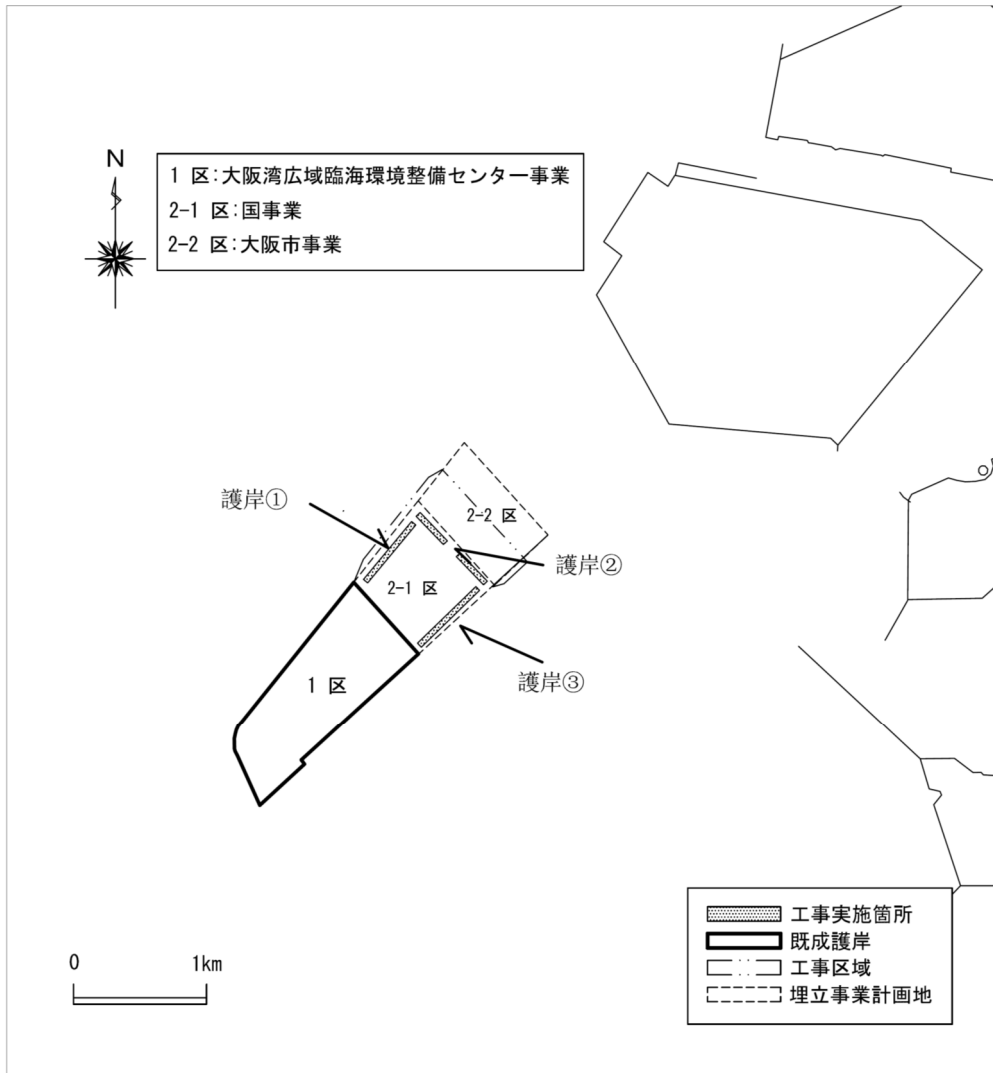 N
1 区:大阪湾広域臨海環境整備センター事業
2-1 区:国事業
2-2 区:大阪市事業
護岸①
2-2 区
護岸②
2-1 区
護岸③
1 区
0 1km
工事実施箇所
既成護岸
工事区域
埋立事業計画地